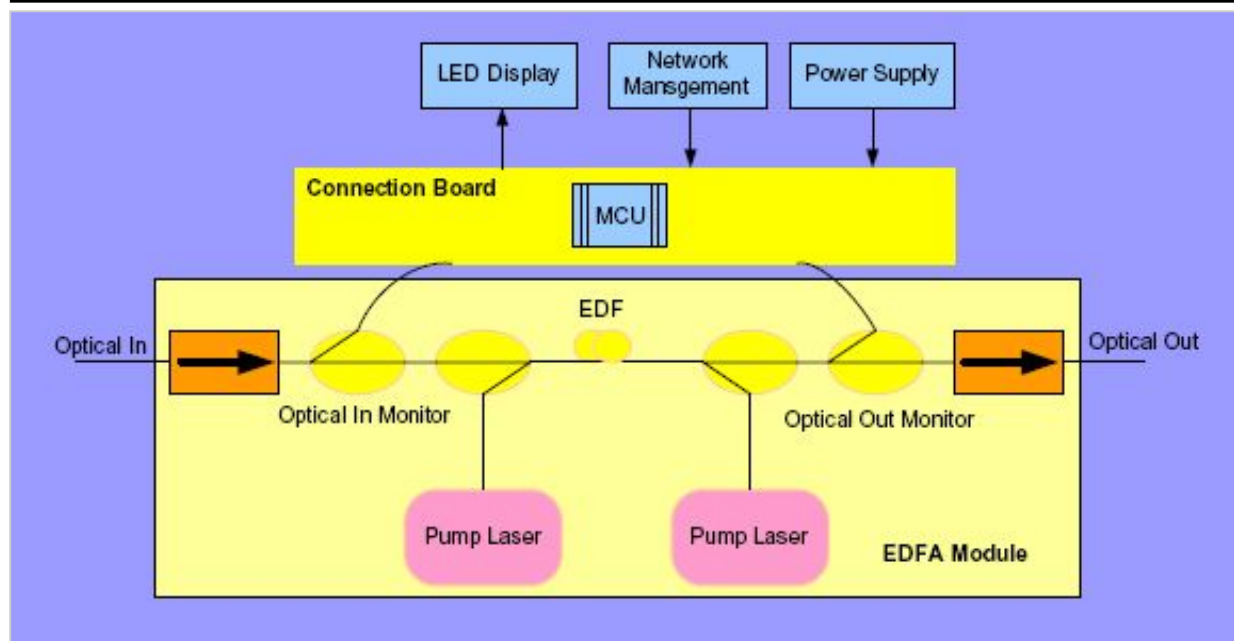 LED Display
Network
Mansgement
Power Supply
Connection Board
MCU
EDF
Optical In
Optical Out
Optical In Monitor
Optical Out Monitor
Pump Laser
Pump Laser
EDFA Module